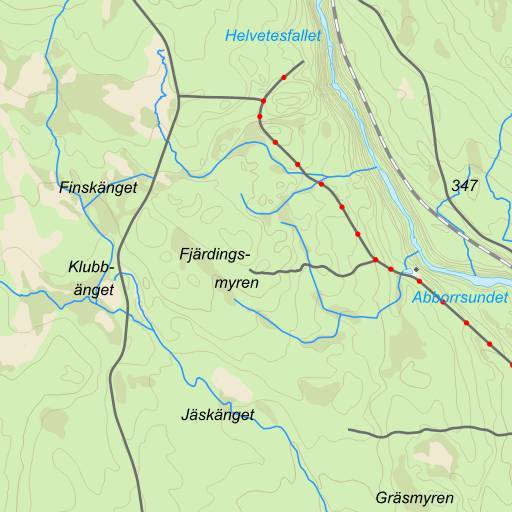 Helvetesfallet
347
Finskänget
Fjärdings-
myren
Klubb-
änget
Abborrsundet
Jäskänget
Gräsmyren